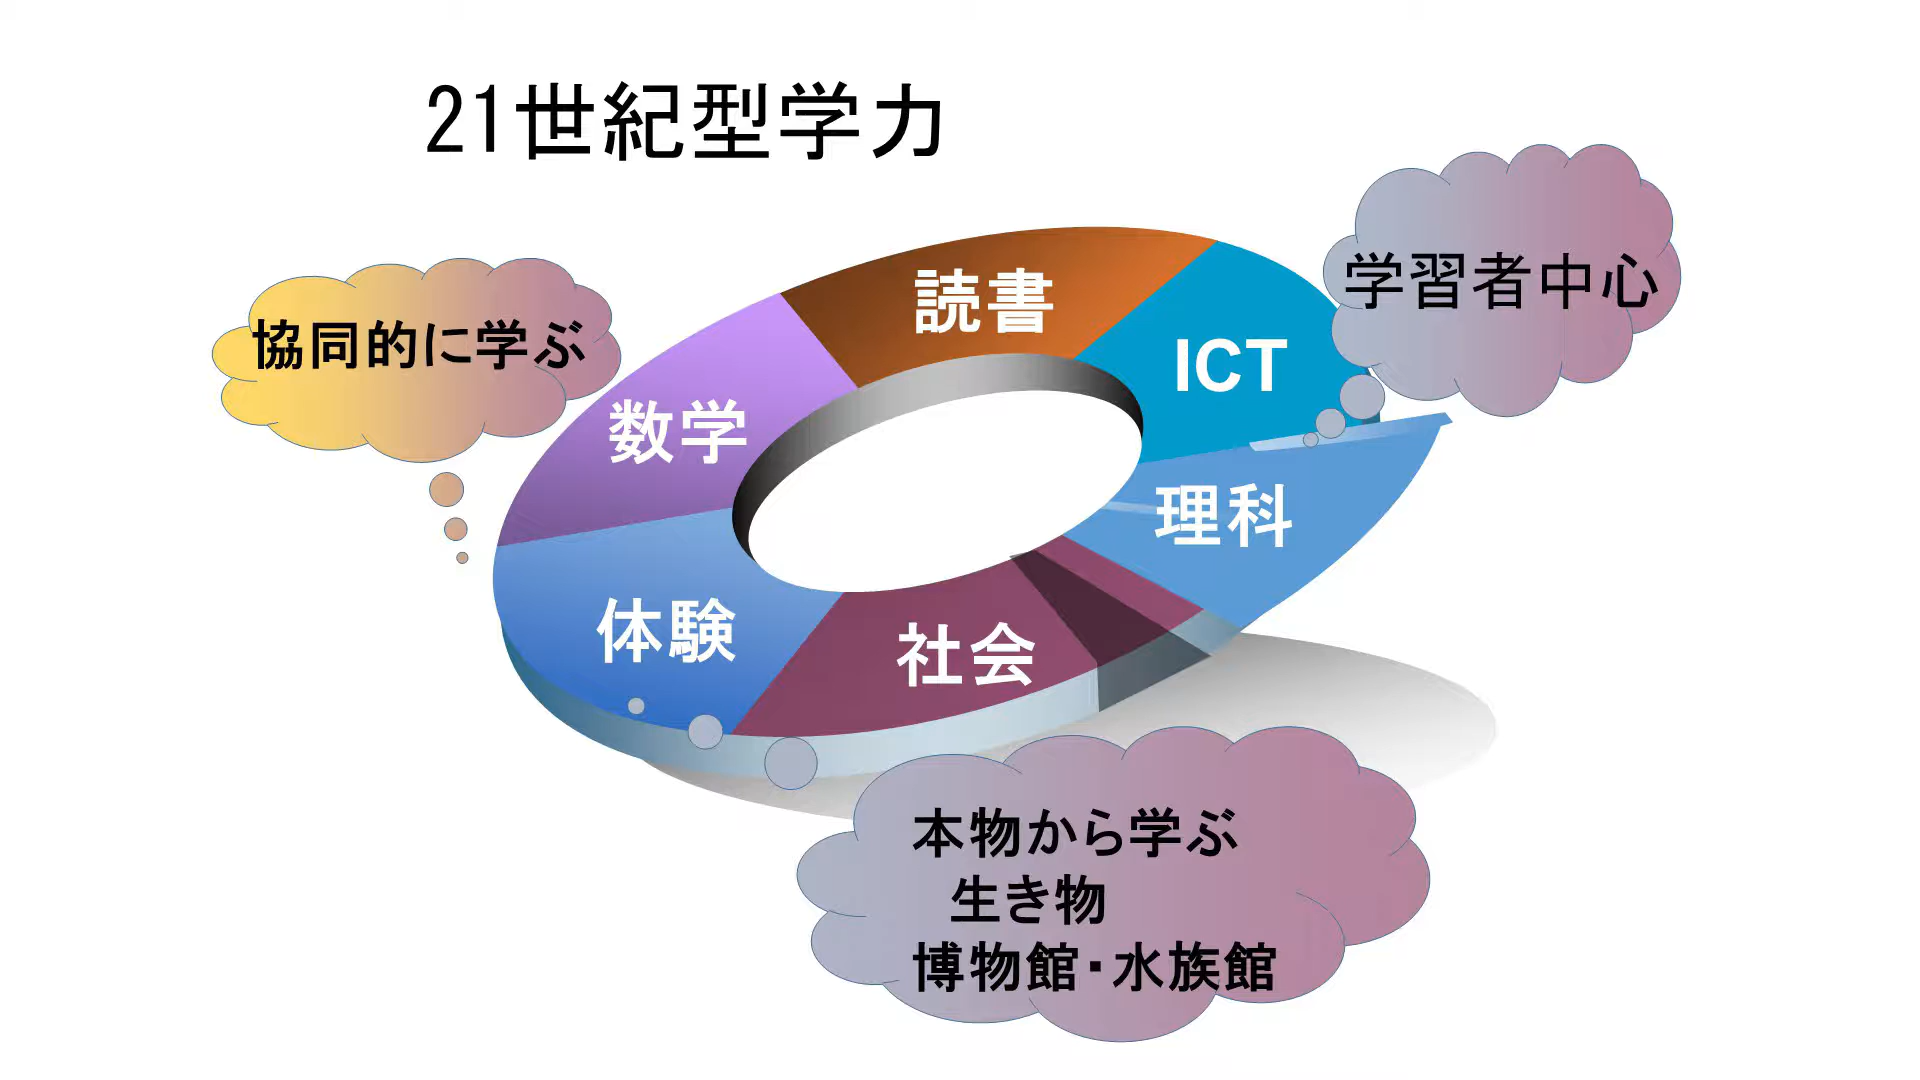 21世紀型学力
学習者中心
協同的に学ぶ
読書
ICT
数学
理科
体験
社会
本物から学ぶ
生き物
博物館・水族館